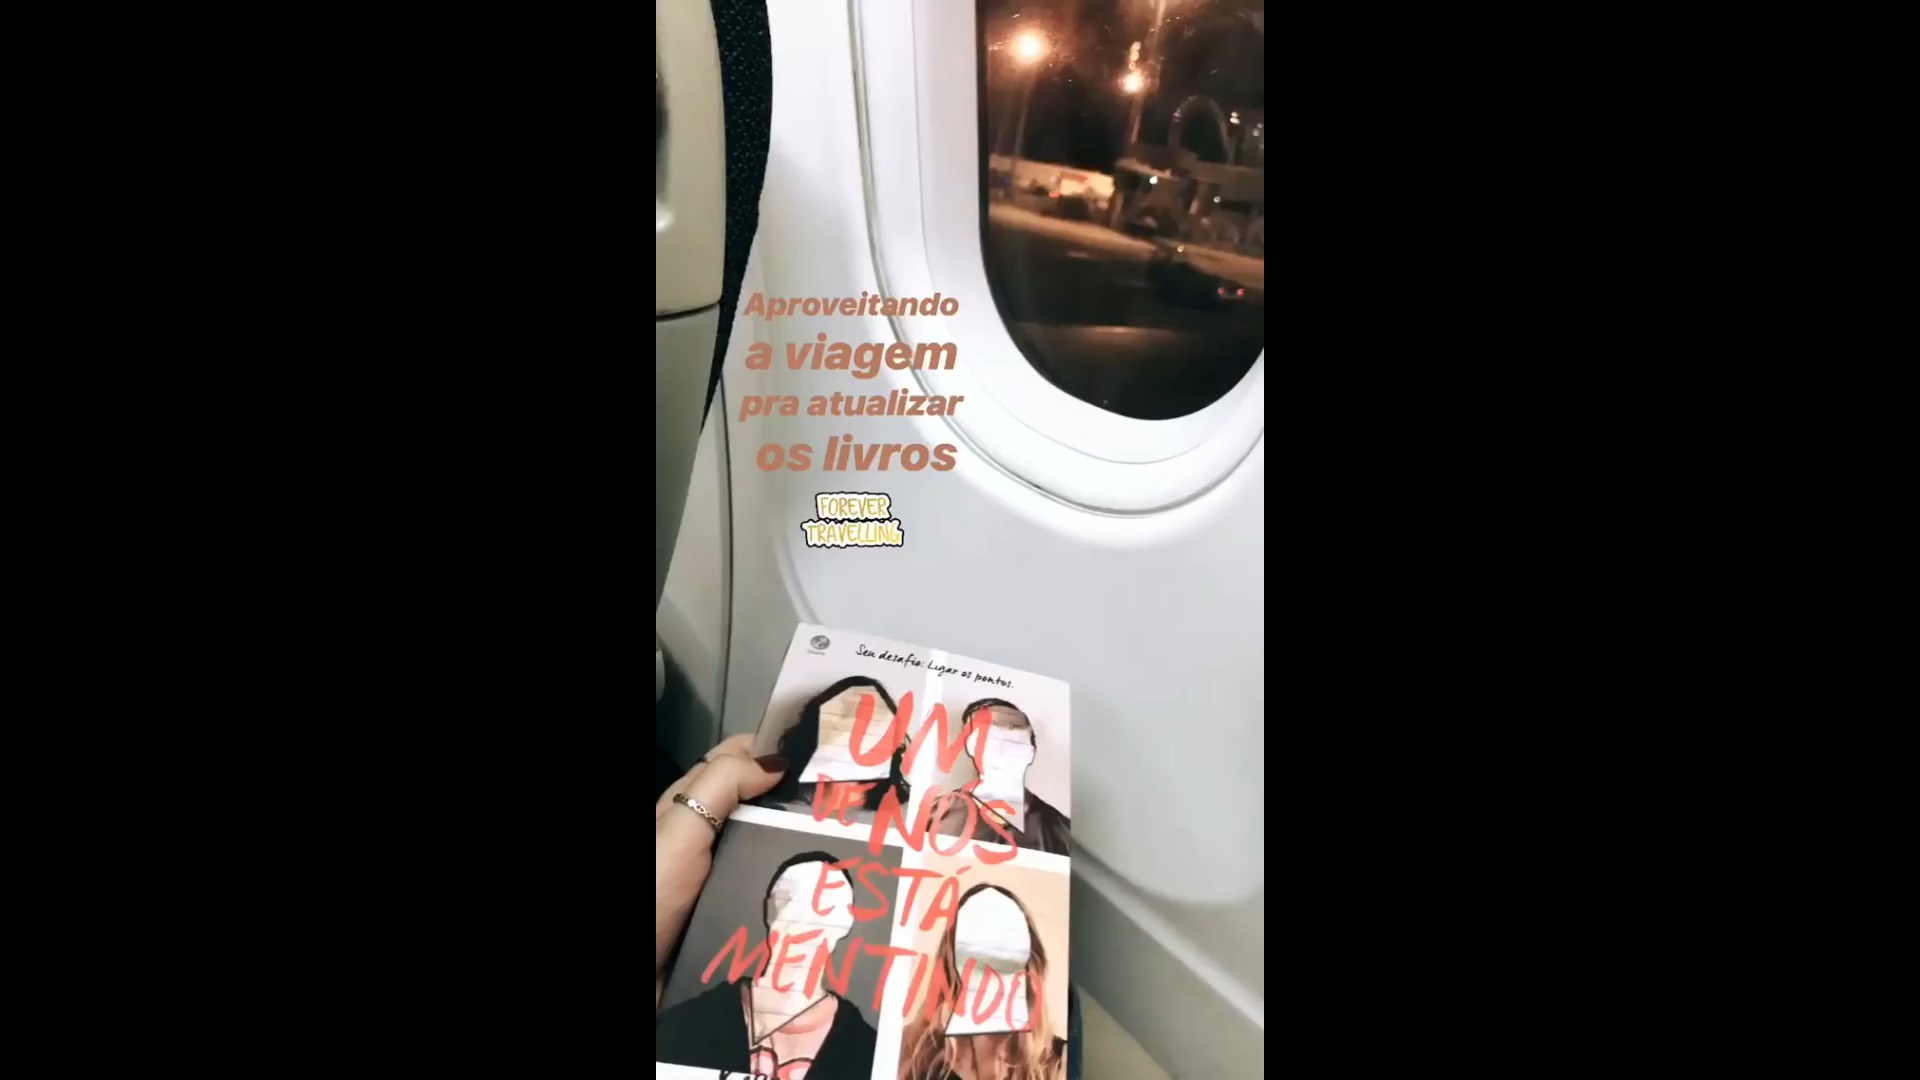 Aproveitando
a viagem
pra atualizar
os livros
FOREVER
TRAVELLING
Seu desafio: Ligar os pontos.
UM
DE NÓS
ESTÁ
MENTINDO